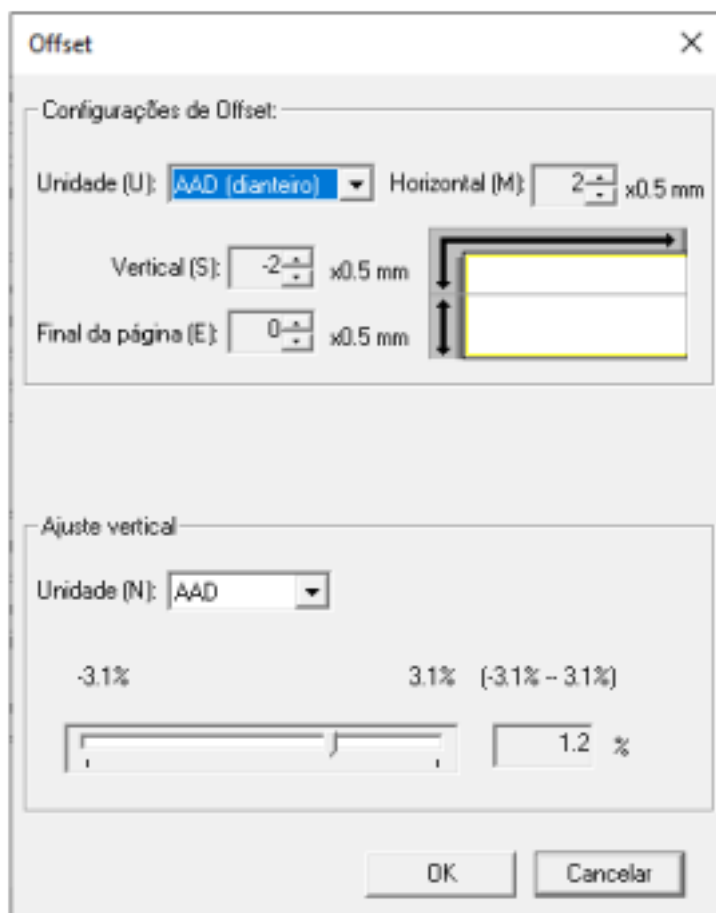 Offset
Configurações de Offset:
Unidade (U): AAD (dianteiro) Horizontal (M): 2 x0.5 mm
Vertical (S): -2 x0.5 mm
Final da página (E): 0 x0.5 mm
Ajuste vertical
Unidade (N): AAD
-3.1% 3.1% (-3.1% -- 3.1%)
1.2 %
OK Cancelar